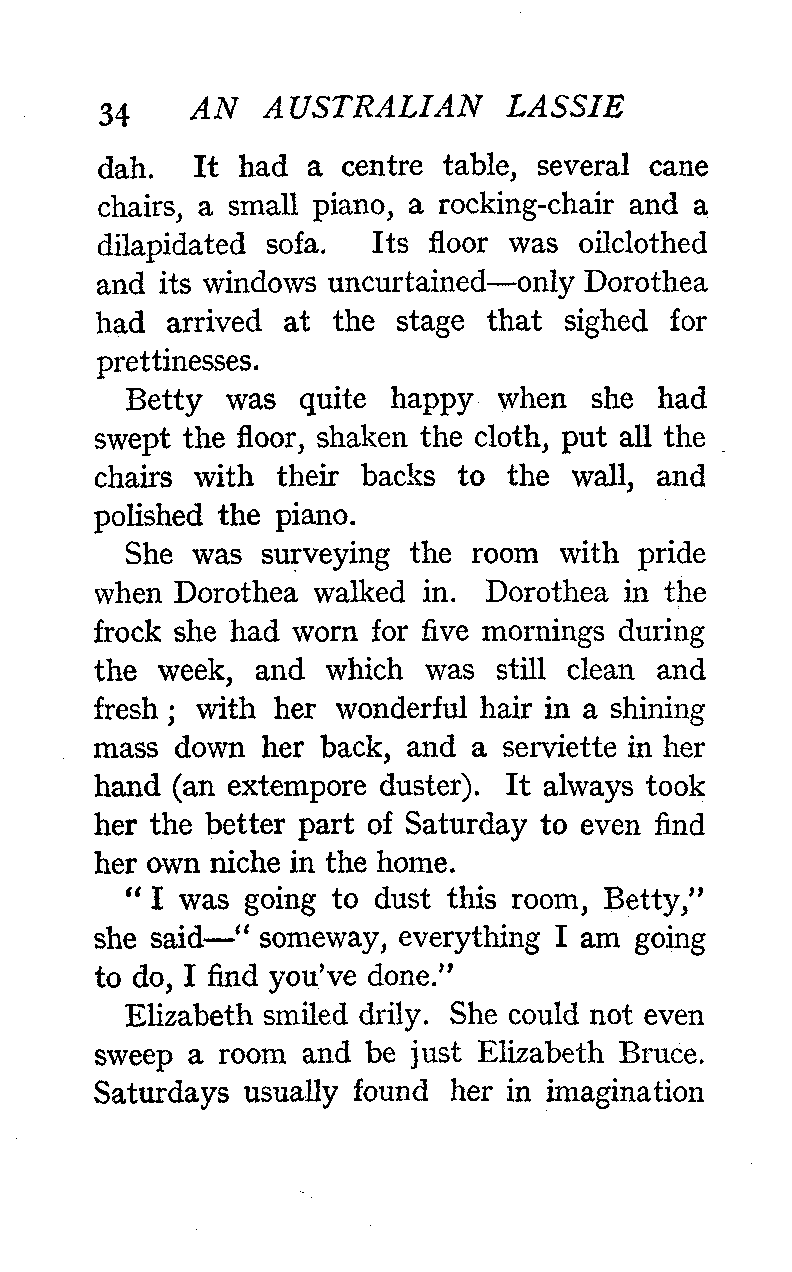 34 AN AUSTRALIAN LASSIE
dah. It had a centre table, several cane
chairs, a small piano, a rocking-chair and a
dilapidated sofa. Its floor was oilclothed
and its windows uncurtained—only Dorothea
had arrived at the stage that sighed for
prettinesses.
Betty was quite happy when she had
swept the floor, shaken the cloth, put all the
chairs with their backs to the wall, and
polished the piano.
She was surveying the room with pride
when Dorothea walked in. Dorothea in the
frock she had worn for five mornings during
the week, and which was still clean and
fresh ; with her wonderful hair in a shining
mass down her back, and a serviette in her
hand (an extempore duster). It always took
her the better part of Saturday to even find
her own niche in the home.
“ I was going to dust this room, Betty,”
she said—“ someway, everything I am going
to do, I find you’ve done.”
Elizabeth smiled drily. She could not even
sweep a room and be just Elizabeth Bruce.
Saturdays usually found her in imagination